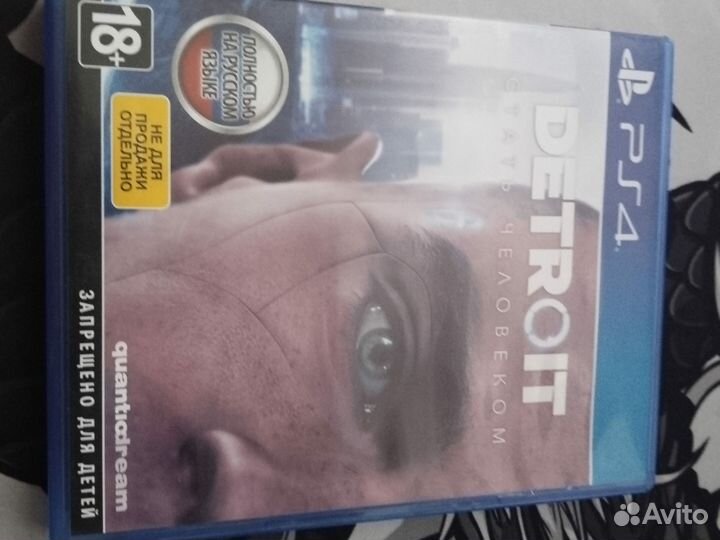 PS4
DETROIT
СТАТЬ ЧЕЛОВЕКОМ
ПОЛНОСТЬЮ
НА РУССКОМ
ЯЗЫКЕ
18+
НЕ ДЛЯ
ПРОДАЖИ
ОТДЕЛЬНО
quanticdream
ЗАПРЕЩЕНО ДЛЯ ДЕТЕЙ
Avito